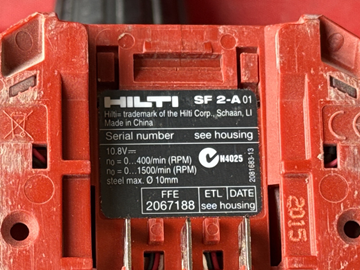 HILTI SF 2-A 01
Hilti= trademark of the Hilti Corp., Schaan, LI
Made in China
Serial number see housing
10.8V⎓
n₀ = 0.../400/min (RPM)
n₀ = 0.../1500/min (RPM)
steel max. Ø 10mm
N4025
2081683-13
FFE ETL DATE
2067188 see housing
2015